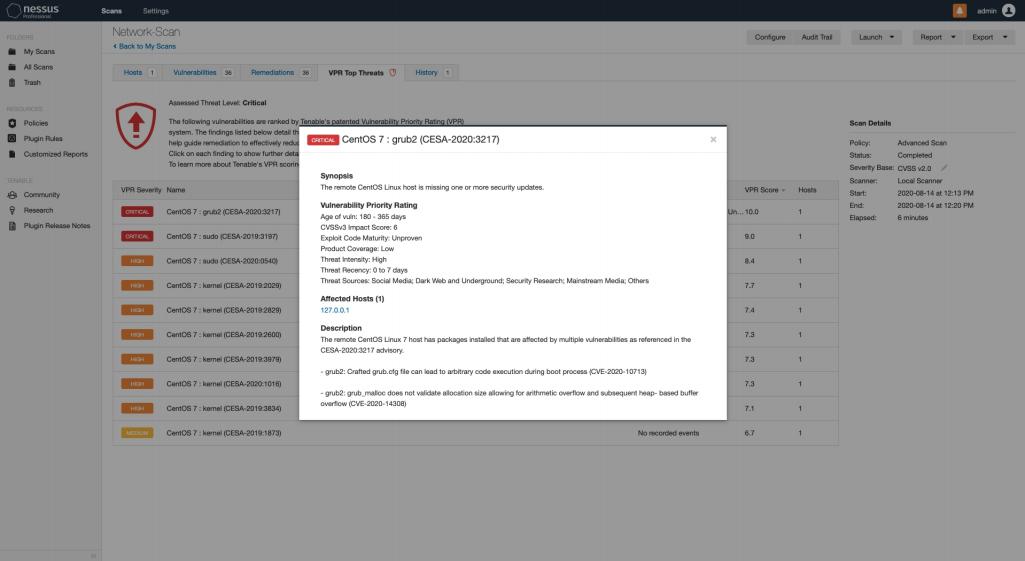 nessus
Professional
Scans
Settings
admin
FOLDERS
My Scans
All Scans
Trash
RESOURCES
Policies
Plugin Rules
Customized Reports
TENABLE
Community
Research
Plugin Release Notes
Network-Scan
Back to My Scans
Configure
Audit Trail
Launch
Report
Export
Hosts 1
Vulnerabilities 36
Remediations 36
VPR Top Threats
History 1
Assessed Threat Level: Critical
The following vulnerabilities are ranked by Tenable's patented Vulnerability Priority Rating (VPR)
system. The findings listed below detail th
help guide remediation to effectively redu
Click on each finding to show further deta
To learn more about Tenable's VPR scorin
VPR Severity Name VPR Score Hosts
CRITICAL CentOS 7 : grub2 (CESA-2020:3217) Un... 10.0 1
CRITICAL CentOS 7 : sudo (CESA-2019:3197) 9.0 1
HIGH CentOS 7 : sudo (CESA-2020:0540) 8.4 1
HIGH CentOS 7 : kernel (CESA-2019:2029) 7.7 1
HIGH CentOS 7 : kernel (CESA-2019:2829) 7.4 1
HIGH CentOS 7 : kernel (CESA-2019:2600) 7.3 1
HIGH CentOS 7 : kernel (CESA-2019:3979) 7.3 1
HIGH CentOS 7 : kernel (CESA-2020:1016) 7.3 1
HIGH CentOS 7 : kernel (CESA-2019:3834) 7.1 1
MEDIUM CentOS 7 : kernel (CESA-2019:1873) No recorded events 6.7 1
CRITICAL CentOS 7 : grub2 (CESA-2020:3217) ×
Synopsis
The remote CentOS Linux host is missing one or more security updates.
Vulnerability Priority Rating
Age of vuln: 180 - 365 days
CVSSv3 Impact Score: 6
Exploit Code Maturity: Unproven
Product Coverage: Low
Threat Intensity: High
Threat Recency: 0 to 7 days
Threat Sources: Social Media; Dark Web and Underground; Security Research; Mainstream Media; Others
Affected Hosts (1)
127.0.0.1
Description
The remote CentOS Linux 7 host has packages installed that are affected by multiple vulnerabilities as referenced in the
CESA-2020:3217 advisory.
- grub2: Crafted grub.cfg file can lead to arbitrary code execution during boot process (CVE-2020-10713)
- grub2: grub_malloc does not validate allocation size allowing for arithmetic overflow and subsequent heap- based buffer
overflow (CVE-2020-14308)
Scan Details
Policy: Advanced Scan
Status: Completed
Severity Base: CVSS v2.0
Scanner: Local Scanner
Start: 2020-08-14 at 12:13 PM
End: 2020-08-14 at 12:20 PM
Elapsed: 6 minutes